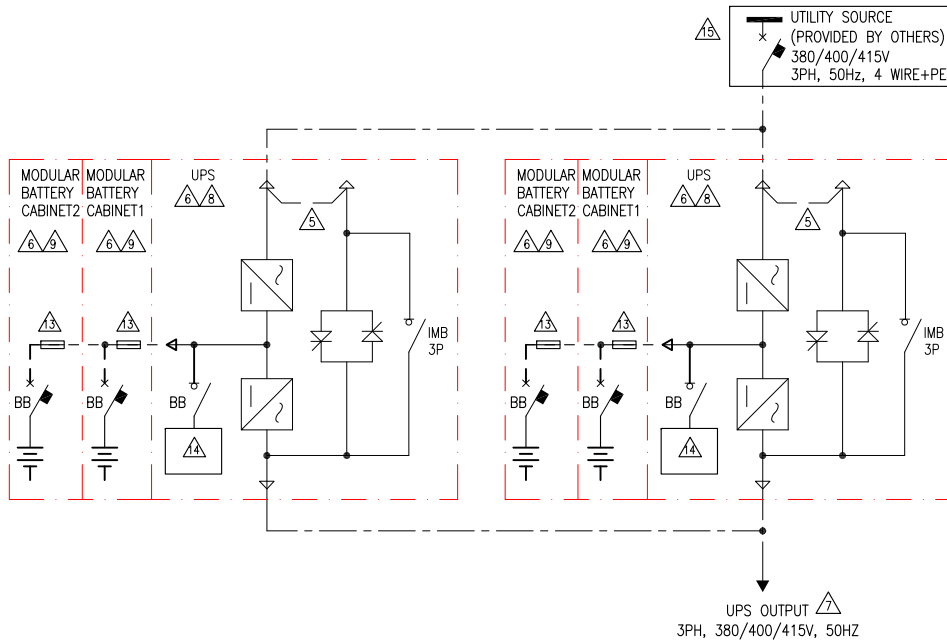 15
UTILITY SOURCE
(PROVIDED BY OTHERS)
380/400/415V
3PH, 50Hz, 4 WIRE+PE
MODULAR
BATTERY
CABINET2
6 9
MODULAR
BATTERY
CABINET1
6 9
UPS
6 8
5
13
13
BB
BB
BB
14
IMB
3P
MODULAR
BATTERY
CABINET2
6 9
MODULAR
BATTERY
CABINET1
6 9
UPS
6 8
5
13
13
BB
BB
BB
14
IMB
3P
UPS OUTPUT 7
3PH, 380/400/415V, 50HZ